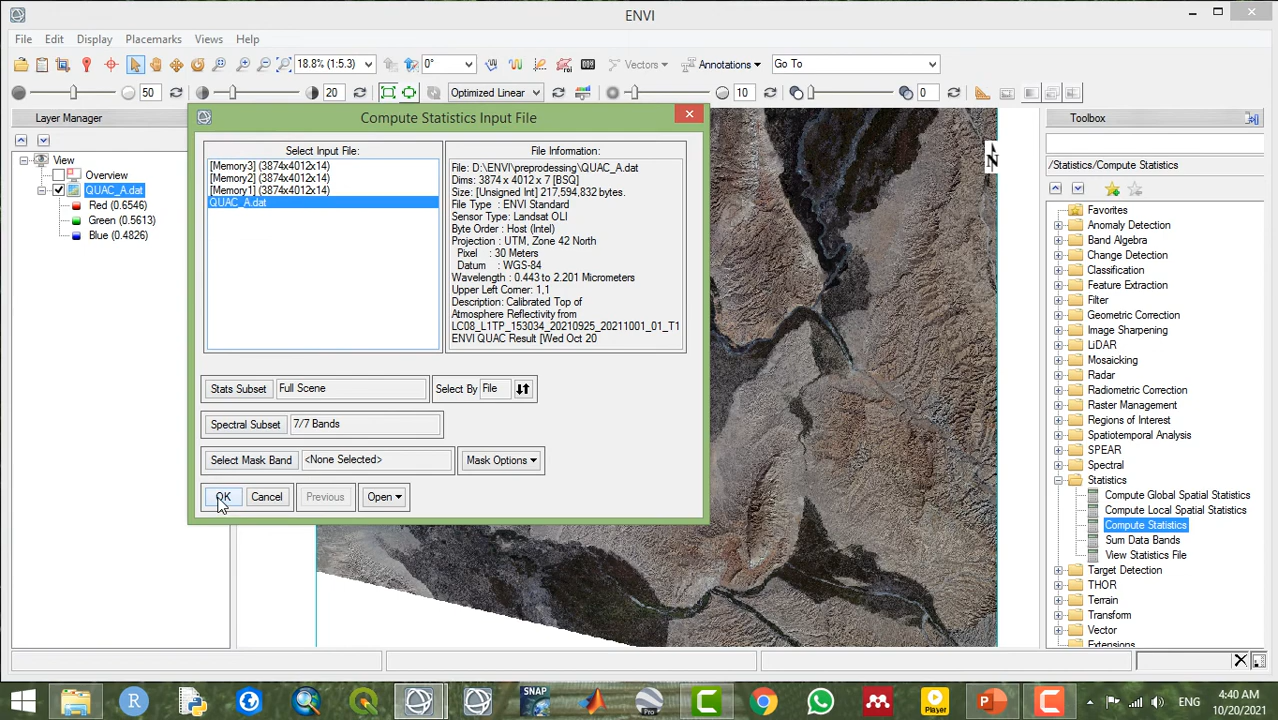 ENVI
File Edit Display Placemarks Views Help
18.8% (1:5.3) 0° Vectors Annotations Go To
50 20 Optimized Linear 10 0
Layer Manager
View
Overview
QUAC_A.dat
Red (0.6546)
Green (0.5613)
Blue (0.4826)
Compute Statistics Input File
Select Input File:
[Memory3] (3874x4012x14)
[Memory2] (3874x4012x14)
[Memory1] (3874x4012x14)
QUAC_A.dat
File Information:
File: D:\ENVI\preprodessing\QUAC_A.dat
Dims: 3874 x 4012 x 7 [BSQ]
Size: [Unsigned Int] 217,594,832 bytes.
File Type : ENVI Standard
Sensor Type: Landsat OLI
Byte Order : Host (Intel)
Projection : UTM, Zone 42 North
Pixel : 30 Meters
Datum : WGS-84
Wavelength : 0.443 to 2.201 Micrometers
Upper Left Corner: 1,1
Description: Calibrated Top of
Atmosphere Reflectivity from
LC08_L1TP_153034_20210925_20211001_01_T1
ENVI QUAC Result [Wed Oct 20
Stats Subset Full Scene Select By File
Spectral Subset 7/7 Bands
Select Mask Band <None Selected> Mask Options
OK Cancel Previous Open
N
Toolbox
/Statistics/Compute Statistics
Favorites
Anomaly Detection
Band Algebra
Change Detection
Classification
Feature Extraction
Filter
Geometric Correction
Image Sharpening
LiDAR
Mosaicking
Radar
Radiometric Correction
Raster Management
Regions of Interest
Spatiotemporal Analysis
SPEAR
Spectral
Statistics
Compute Global Spatial Statistics
Compute Local Spatial Statistics
Compute Statistics
Sum Data Bands
View Statistics File
Target Detection
THOR
Terrain
Transform
Vector
Extensions
R SNAP Pro Player P C ENG
4:40 AM
10/20/2021